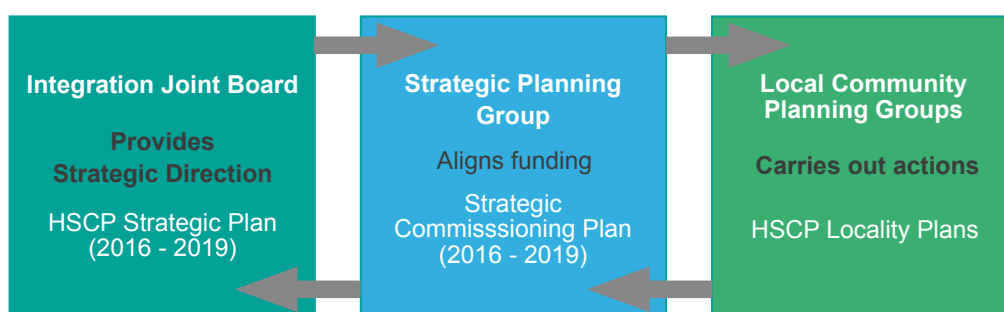 Integration Joint Board
Provides
Strategic Direction
HSCP Strategic Plan
(2016 - 2019)
Strategic Planning
Group
Aligns funding
Strategic
Commisssioning Plan
(2016 - 2019)
Local Community
Planning Groups
Carries out actions
HSCP Locality Plans